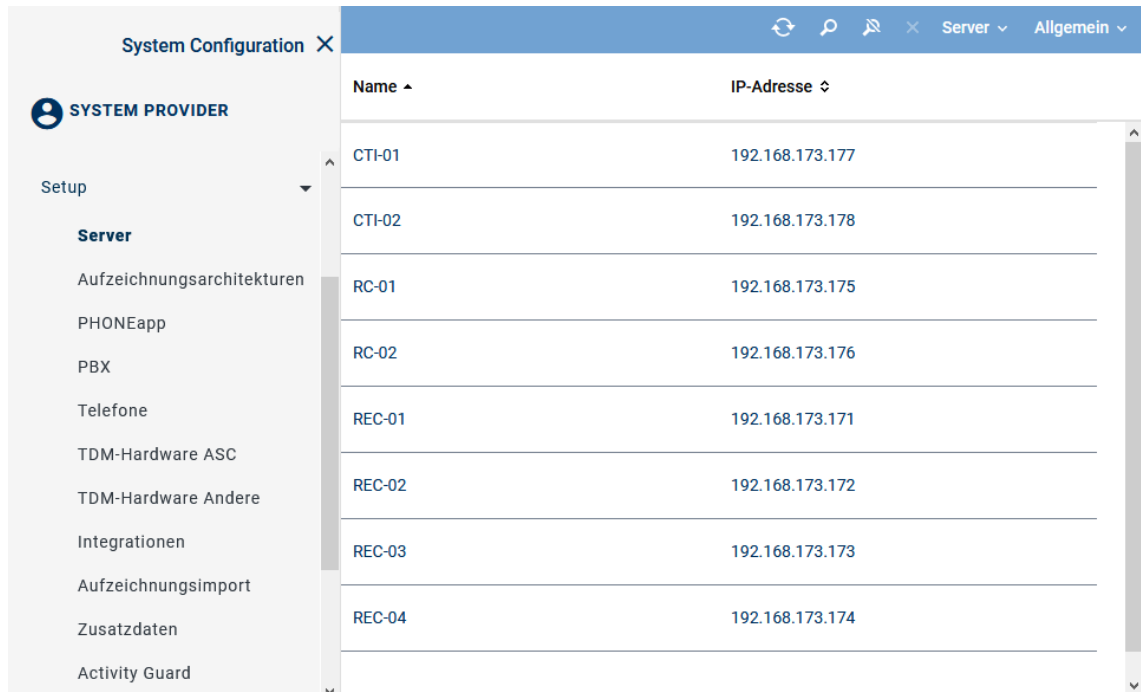 System Configuration
SYSTEM PROVIDER
Setup
Server
Aufzeichnungsarchitekturen
PHONEapp
PBX
Telefone
TDM-Hardware ASC
TDM-Hardware Andere
Integrationen
Aufzeichnungsimport
Zusatzdaten
Activity Guard
Server Allgemein
Name IP-Adresse
CTI-01 192.168.173.177
CTI-02 192.168.173.178
RC-01 192.168.173.175
RC-02 192.168.173.176
REC-01 192.168.173.171
REC-02 192.168.173.172
REC-03 192.168.173.173
REC-04 192.168.173.174